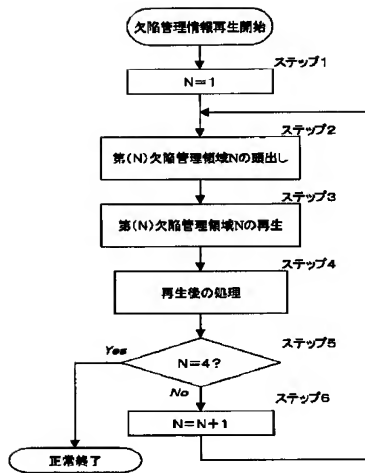 欠陥管理情報再生開始
ステップ1
N=1
ステップ2
第(N)欠陥管理領域Nの頭出し
ステップ3
第(N)欠陥管理領域Nの再生
ステップ4
再生後の処理
ステップ5
Yes
N=4?
No
ステップ6
N=N+1
正常終了